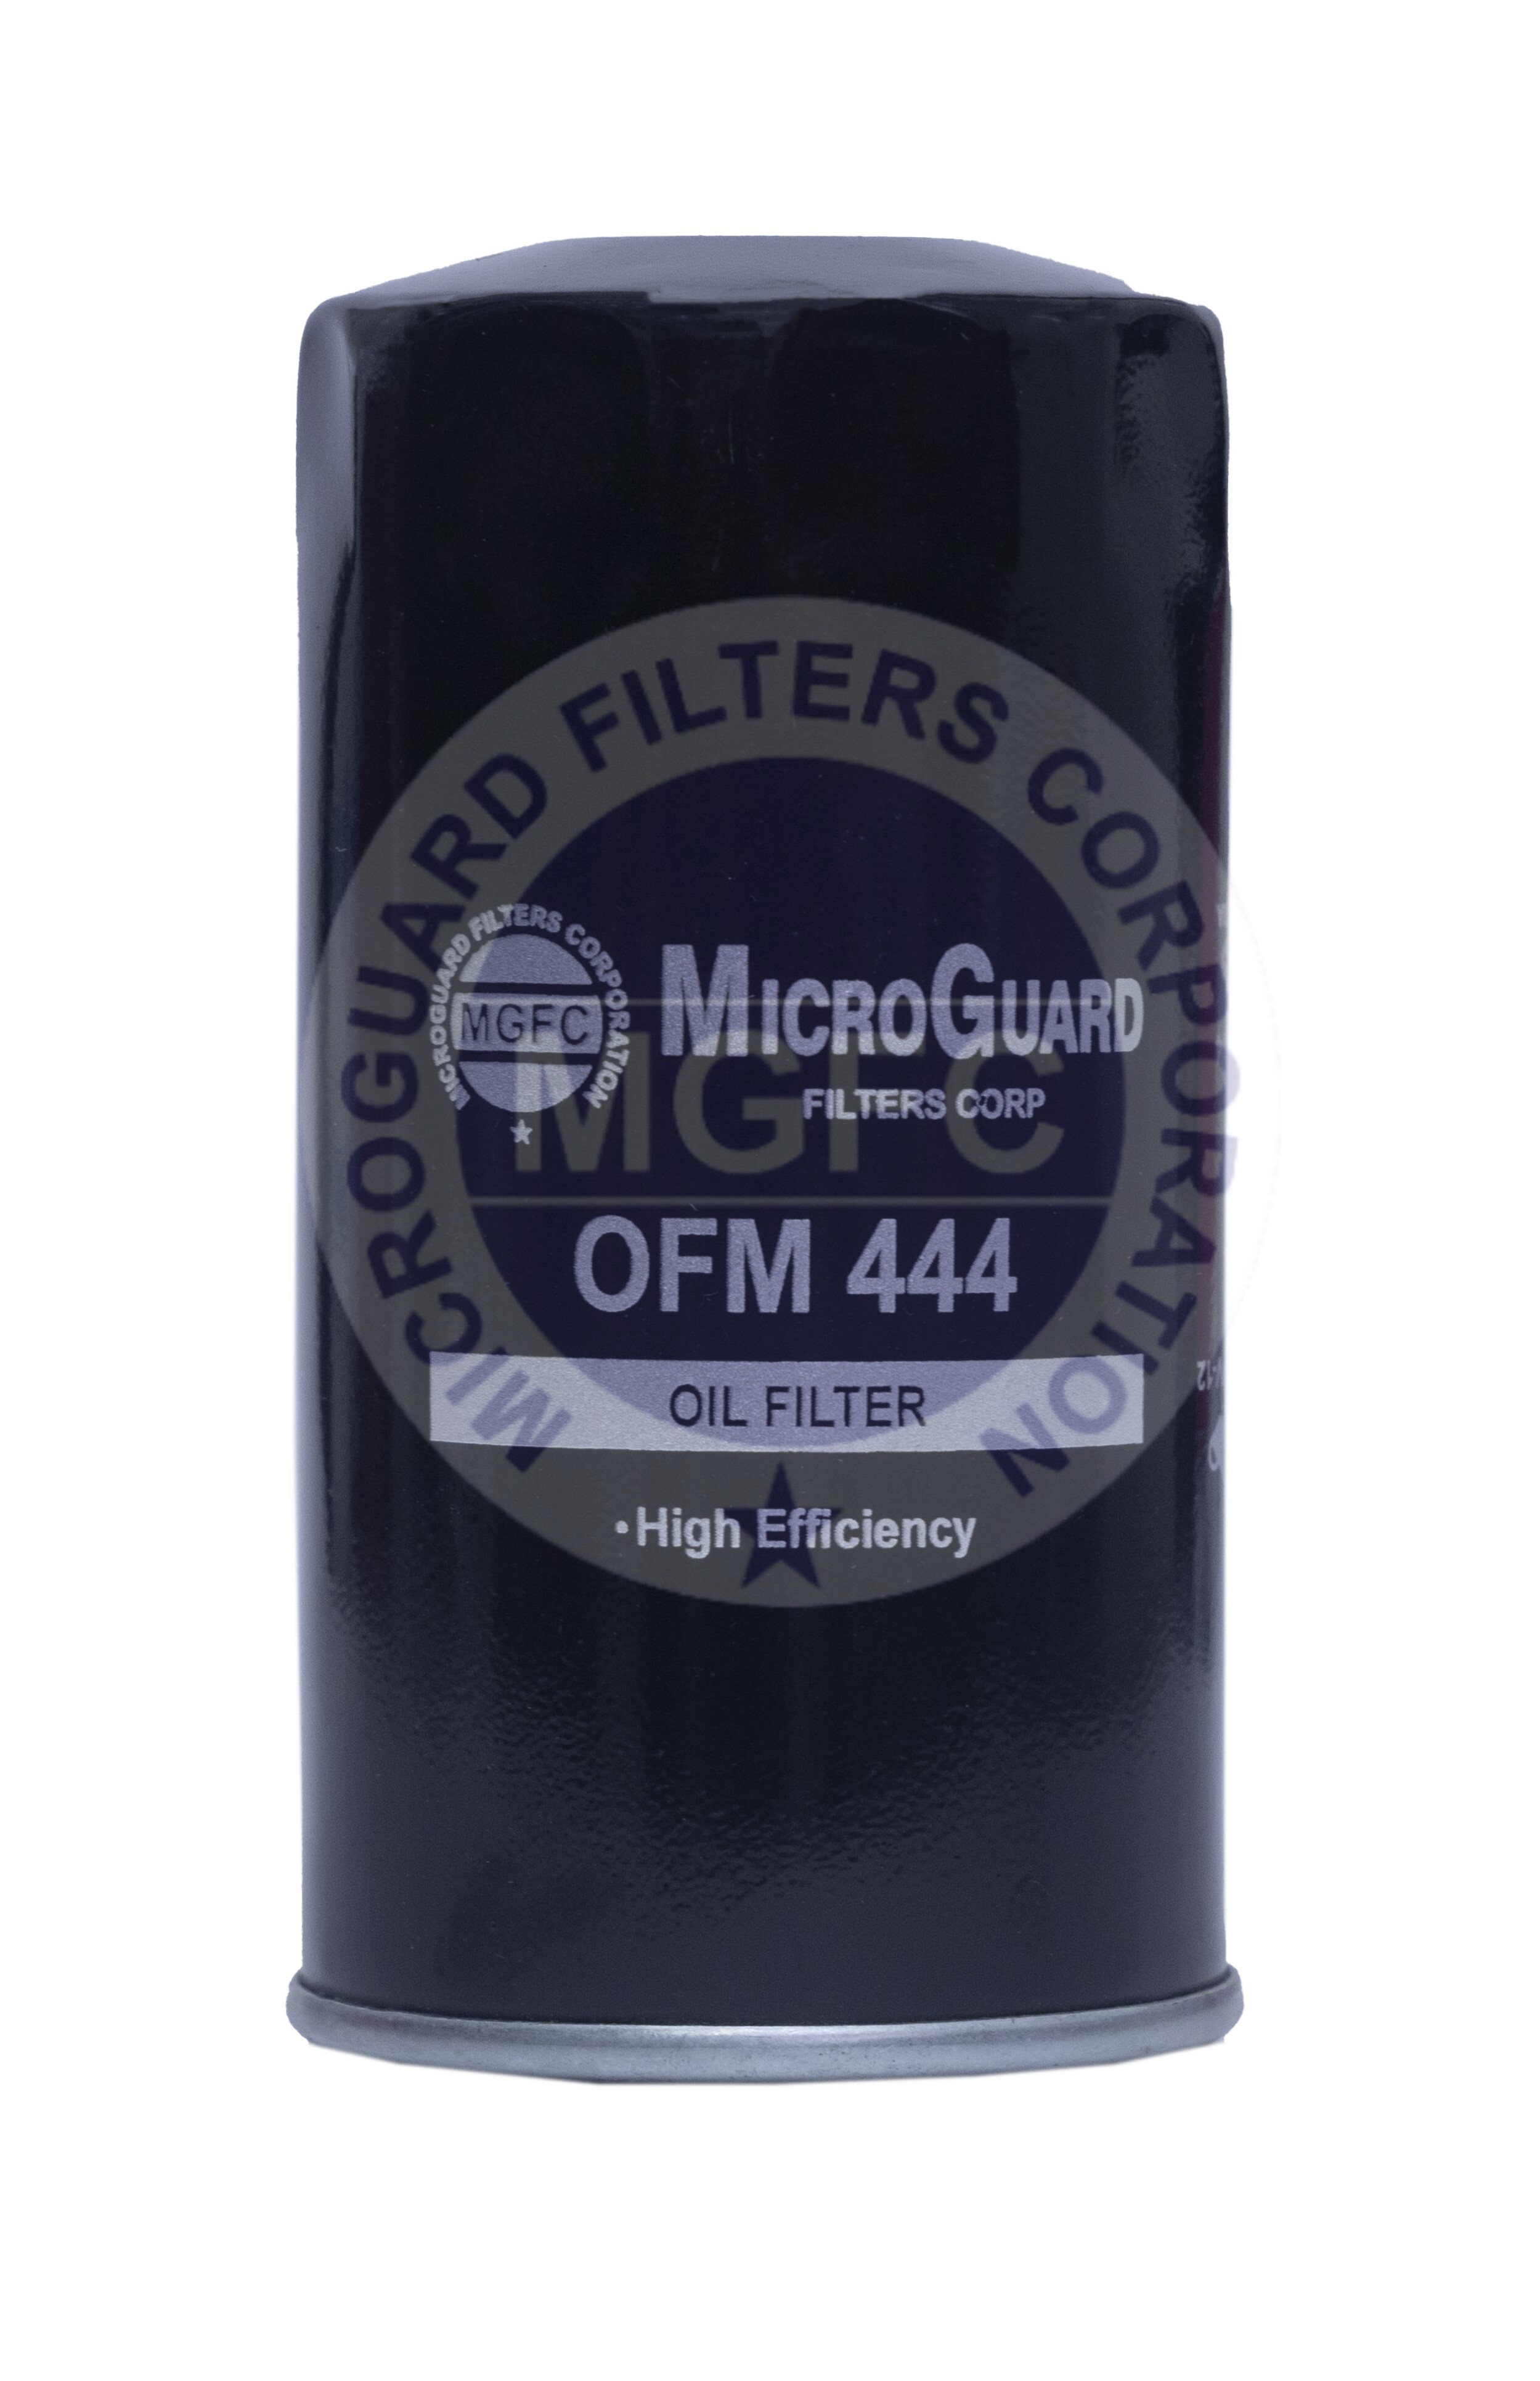 MICROGUARD FILTERS CORPORATION
MGFC
MICROGUARD FILTERS CORPORATION
MGFC
MICROGUARD
FILTERS CORP
OFM 444
OIL FILTER
•High Efficiency